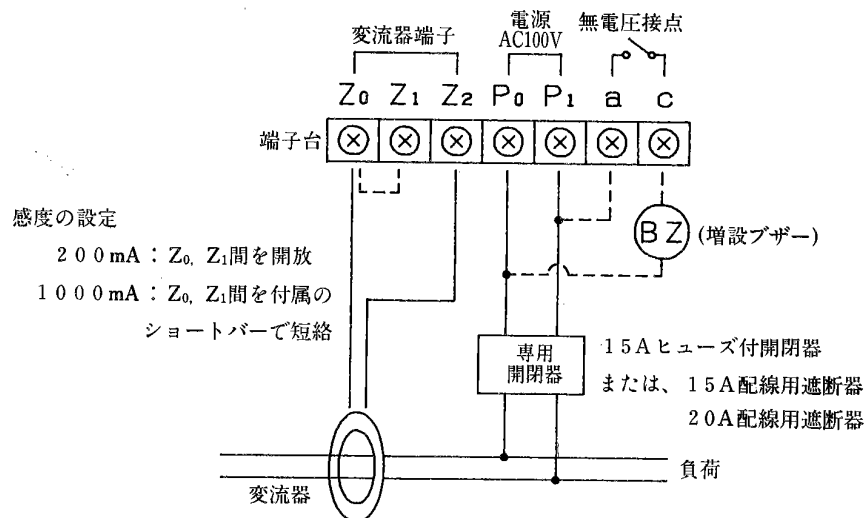 変流器端子
電源
AC100V
無電圧接点
Z₀ Z₁ Z₂ P₀ P₁ a c
端子台
BZ
(増設ブザー)
感度の設定
200mA：Z₀, Z₁間を開放
1000mA：Z₀, Z₁間を付属の
ショートバーで短絡
専用
開閉器
15Aヒューズ付開閉器
または、15A配線用遮断器
20A配線用遮断器
変流器
負荷